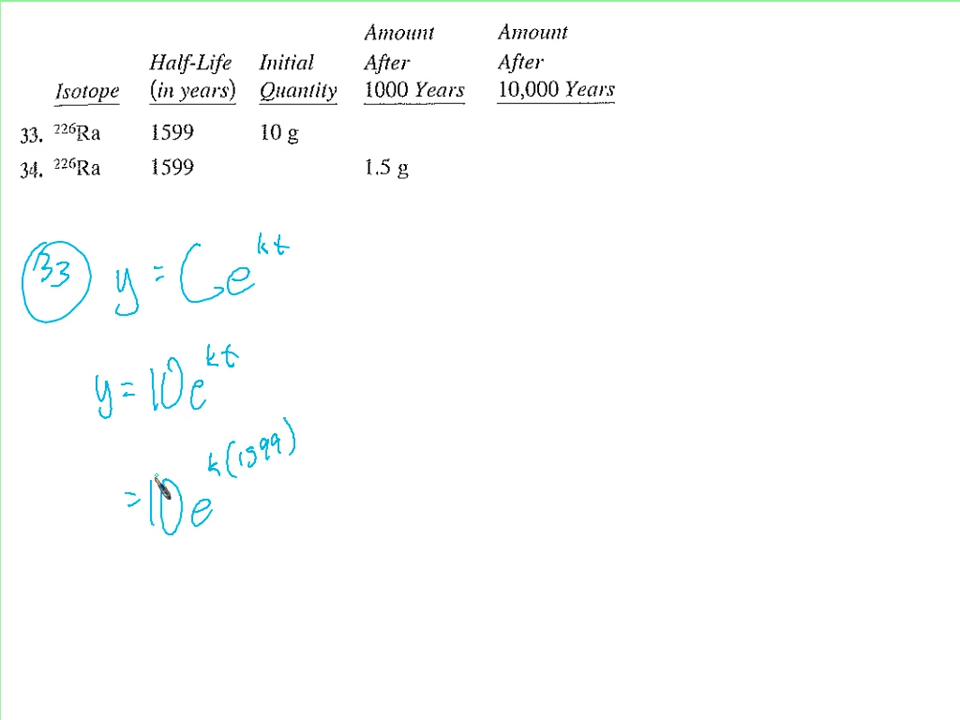 Amount Amount
Half-Life Initial After After
Isotope (in years) Quantity 1000 Years 10,000 Years
33. ²²⁶Ra 1599 10 g
34. ²²⁶Ra 1599 1.5 g
33 y = Ce^kt
y = 10e^kt
= 10e^k(1599)